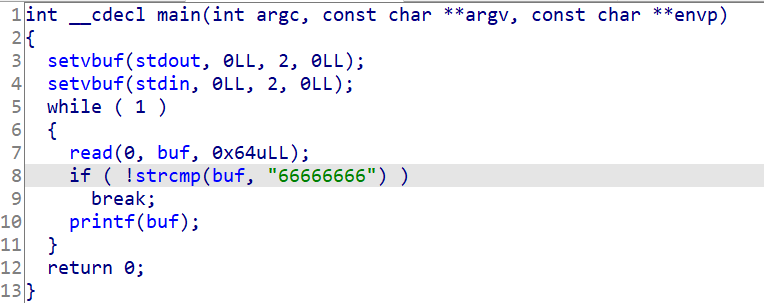 1 int __cdecl main(int argc, const char **argv, const char **envp)
2 {
3   setvbuf(stdout, 0LL, 2, 0LL);
4   setvbuf(stdin, 0LL, 2, 0LL);
5   while ( 1 )
6   {
7     read(0, buf, 0x64uLL);
8     if ( !strcmp(buf, "66666666") )
9       break;
10     printf(buf);
11   }
12   return 0;
13 }